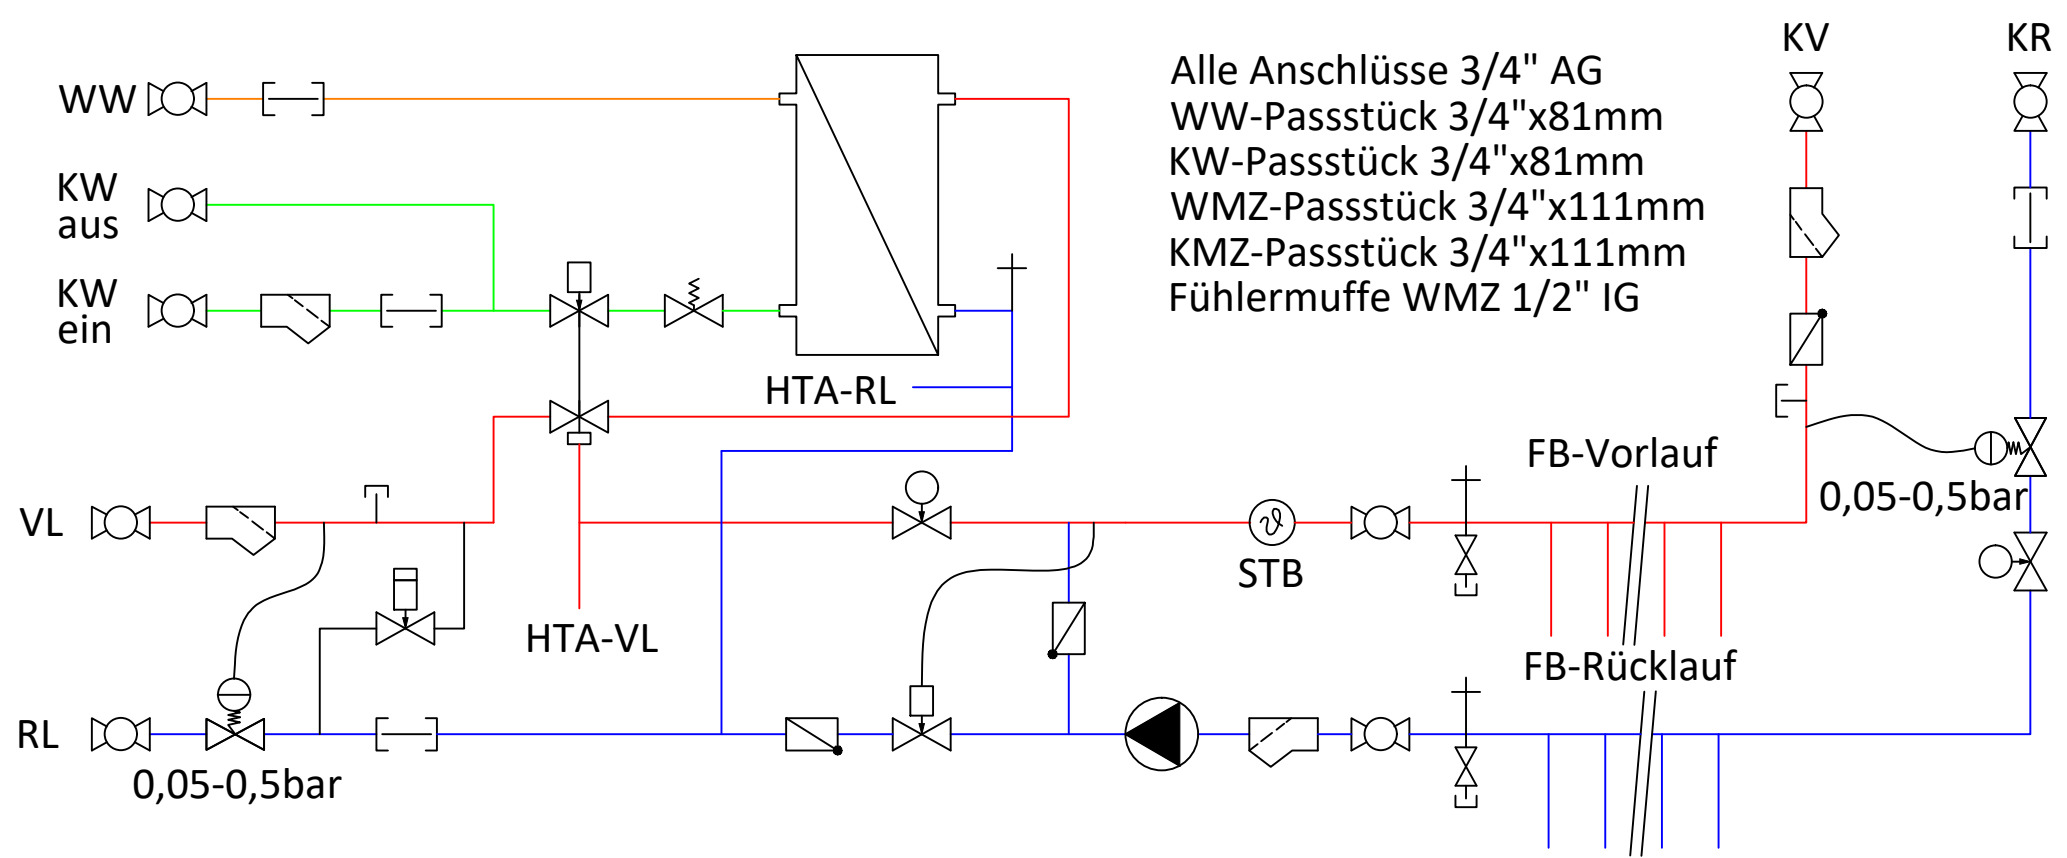 KV
KR
Alle Anschlüsse 3/4" AG
WW-Passstück 3/4"x81mm
KW-Passstück 3/4"x81mm
WMZ-Passstück 3/4"x111mm
KMZ-Passstück 3/4"x111mm
Fühlermuffe WMZ 1/2" IG
WW
KW
aus
KW
ein
HTA-RL
FB-Vorlauf
0,05-0,5bar
VL
STB
HTA-VL
FB-Rücklauf
RL
0,05-0,5bar